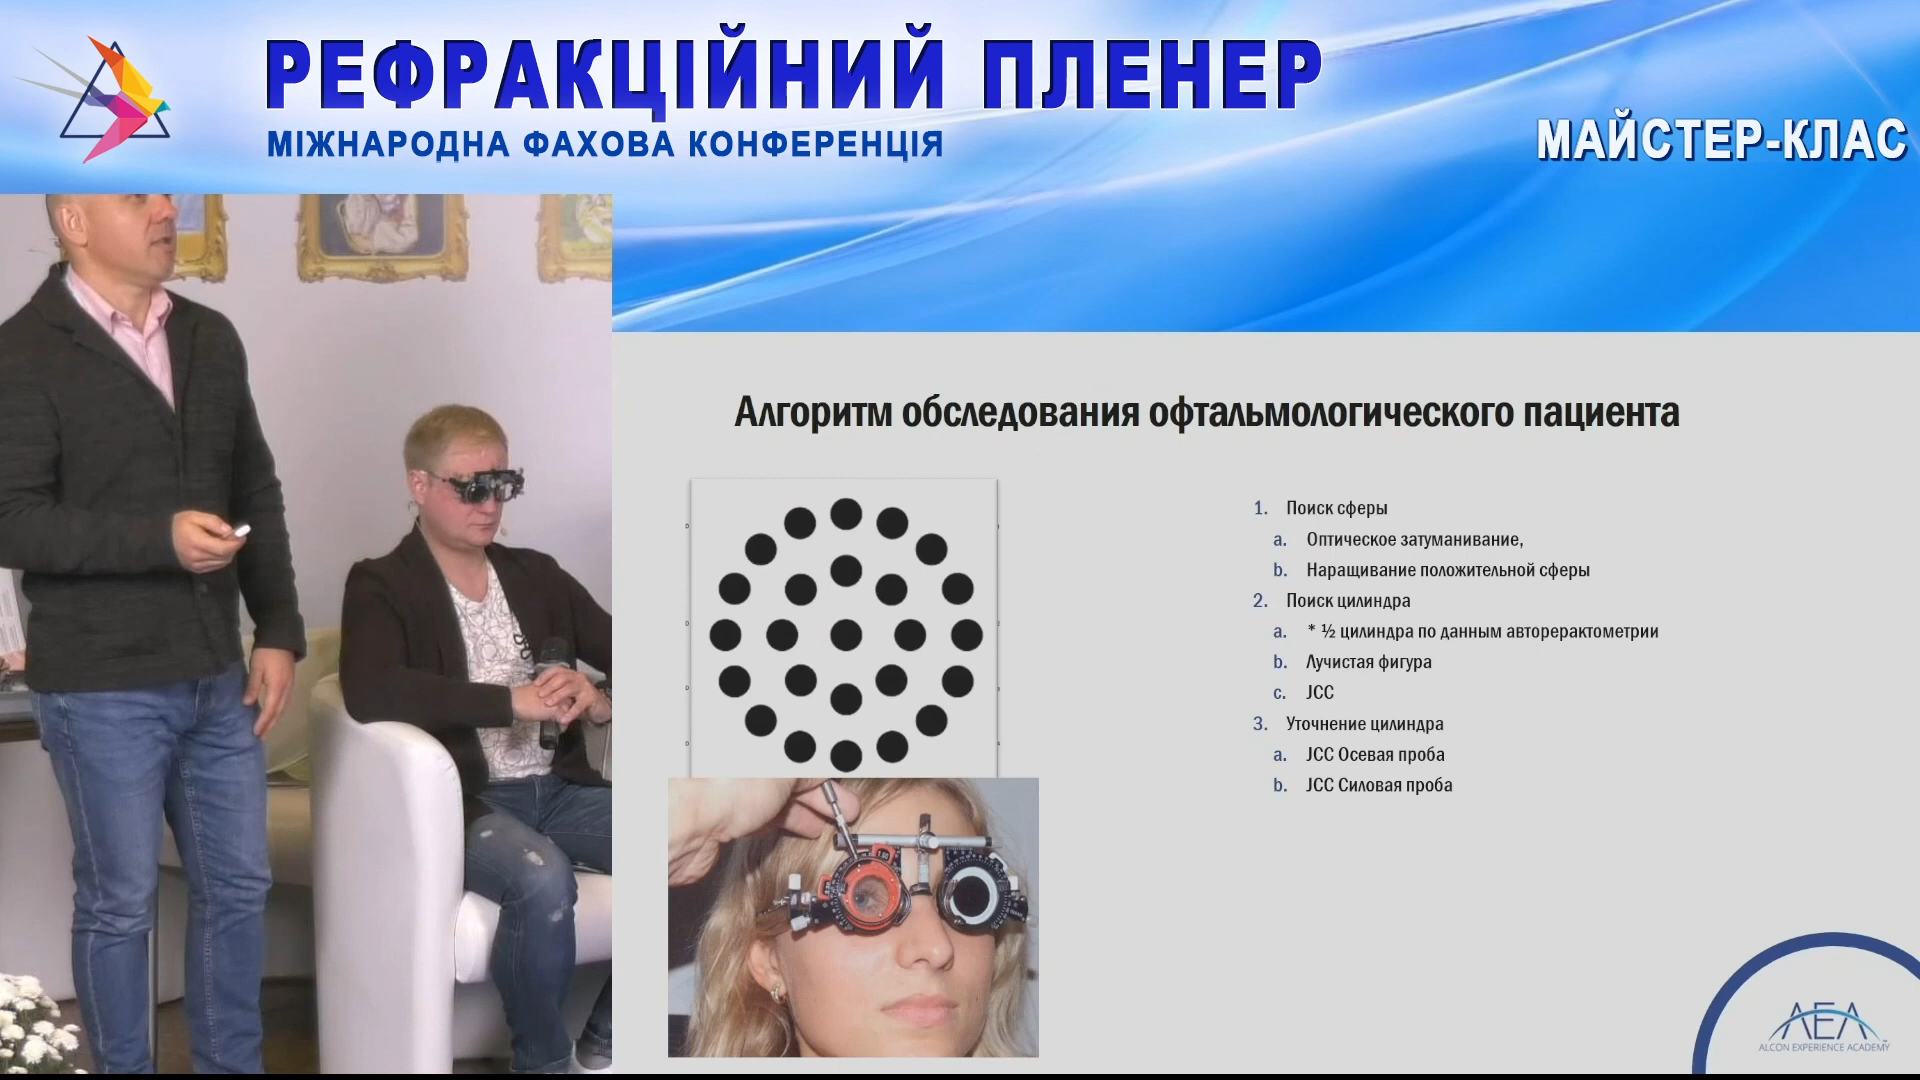 РЕФРАКЦІЙНИЙ ПЛЕНЕР
МІЖНАРОДНА ФАХОВА КОНФЕРЕНЦІЯ
МАЙСТЕР-КЛАС
Алгоритм обследования офтальмологического пациента
1. Поиск сферы
a. Оптическое затуманивание,
b. Наращивание положительной сферы
2. Поиск цилиндра
a. * ½ цилиндра по данным авторерактометрии
b. Лучистая фигура
c. JCC
3. Уточнение цилиндра
a. JCC Осевая проба
b. JCC Силовая проба
AEA
ALCON EXPERIENCE ACADEMY